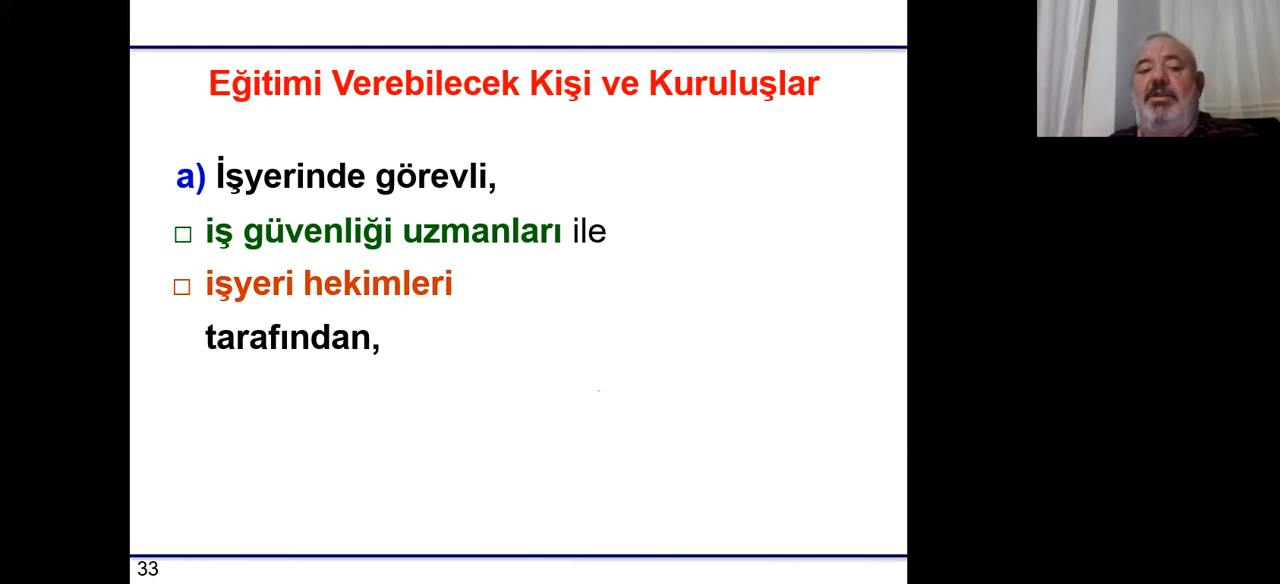 Eğitimi Verebilecek Kişi ve Kuruluşlar
a) İşyerinde görevli,
iş güvenliği uzmanları ile
işyeri hekimleri
tarafından,
33